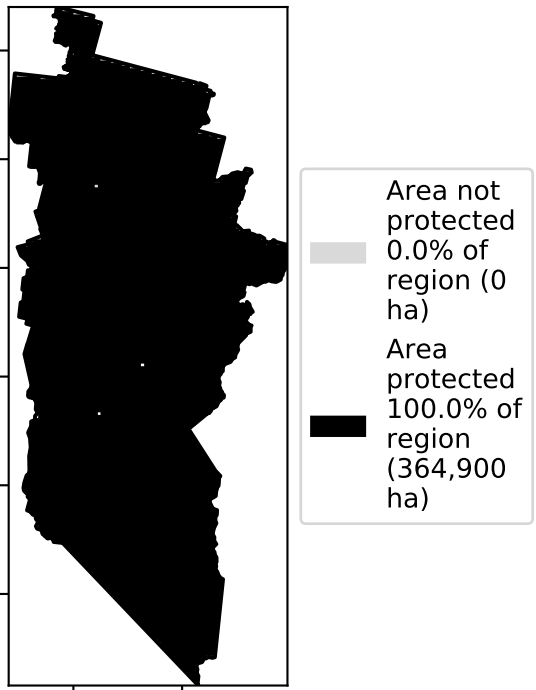 Area not
protected
0.0% of
region (0
ha)
Area
protected
100.0% of
region
(364,900
ha)